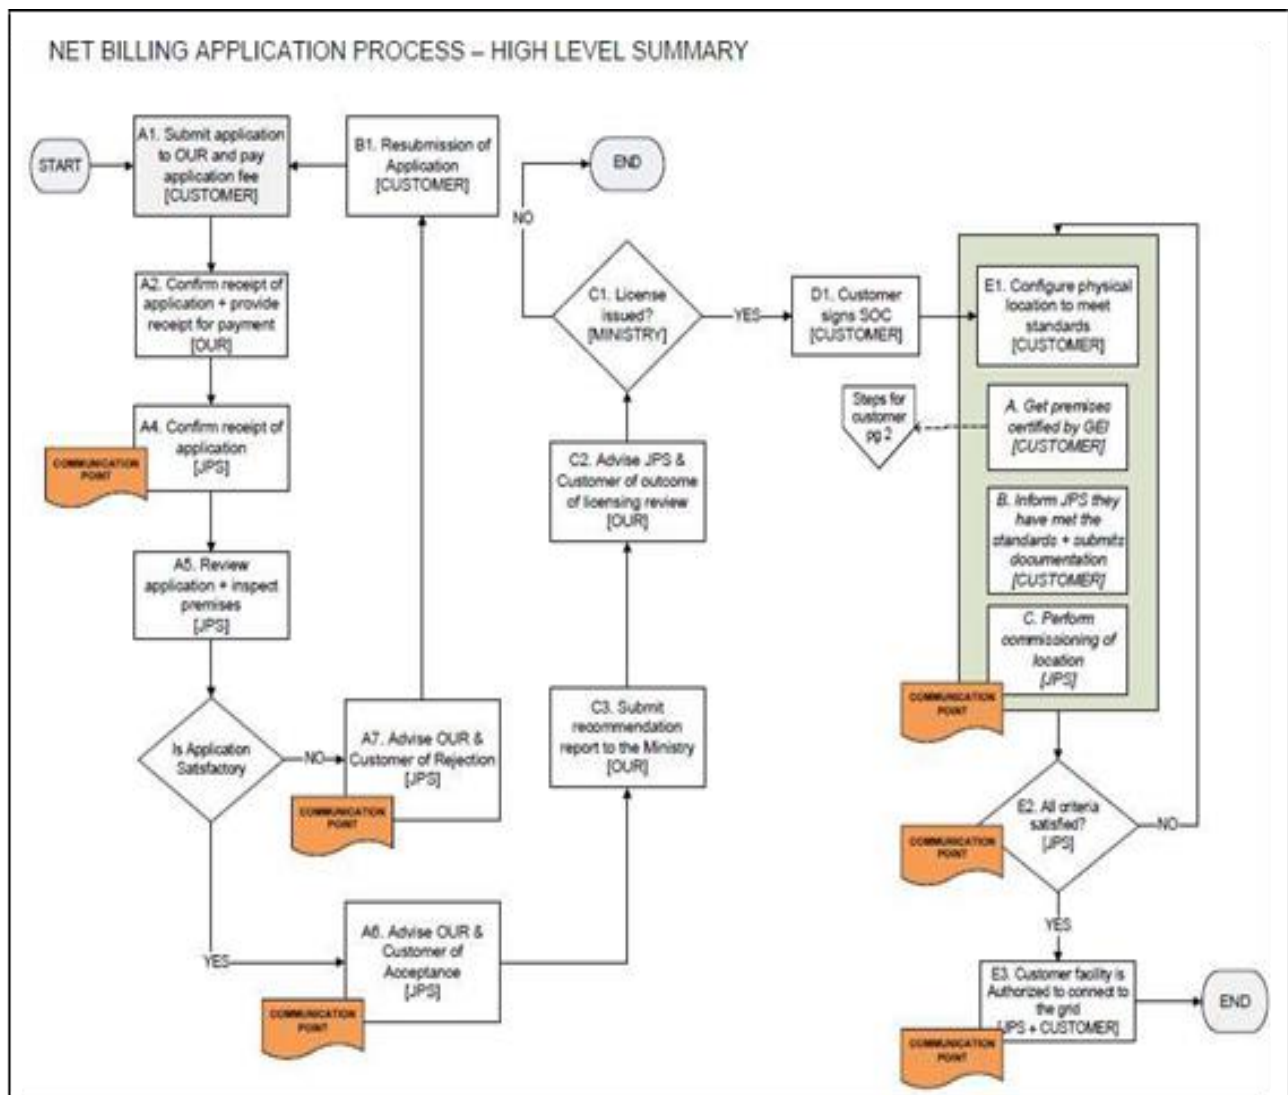 NET BILLING APPLICATION PROCESS – HIGH LEVEL SUMMARY
START
A1. Submit application
to OUR and pay
application fee
[CUSTOMER]
B1. Resubmission of
Application
[CUSTOMER]
END
NO
A2. Confirm receipt of
application + provide
receipt for payment
[OUR]
C1. License
issued?
[MINISTRY]
YES
D1. Customer
signs SOC
[CUSTOMER]
E1. Configure physical
location to meet
standards
[CUSTOMER]
A4. Confirm receipt of
application
[JPS]
COMMUNICATION
POINT
Steps for
customer
pg 2
A. Get premises
certified by GEI
[CUSTOMER]
C2. Advise JPS &
Customer of outcome
of licensing review
[OUR]
B. Inform JPS they
have met the
standards + submits
documentation
[CUSTOMER]
A5. Review
application + inspect
premises
[JPS]
C. Perform
commissioning of
location
[JPS]
COMMUNICATION
POINT
Is Application
Satisfactory
NO
A7. Advise OUR &
Customer of Rejection
[JPS]
COMMUNICATION
POINT
C3. Submit
recommendation
report to the Ministry
[OUR]
E2. All criteria
satisfied?
[JPS]
NO
COMMUNICATION
POINT
YES
YES
A6. Advise OUR &
Customer of
Acceptance
[JPS]
COMMUNICATION
POINT
E3. Customer facility is
Authorized to connect to
the grid
[JPS + CUSTOMER]
END
COMMUNICATION
POINT